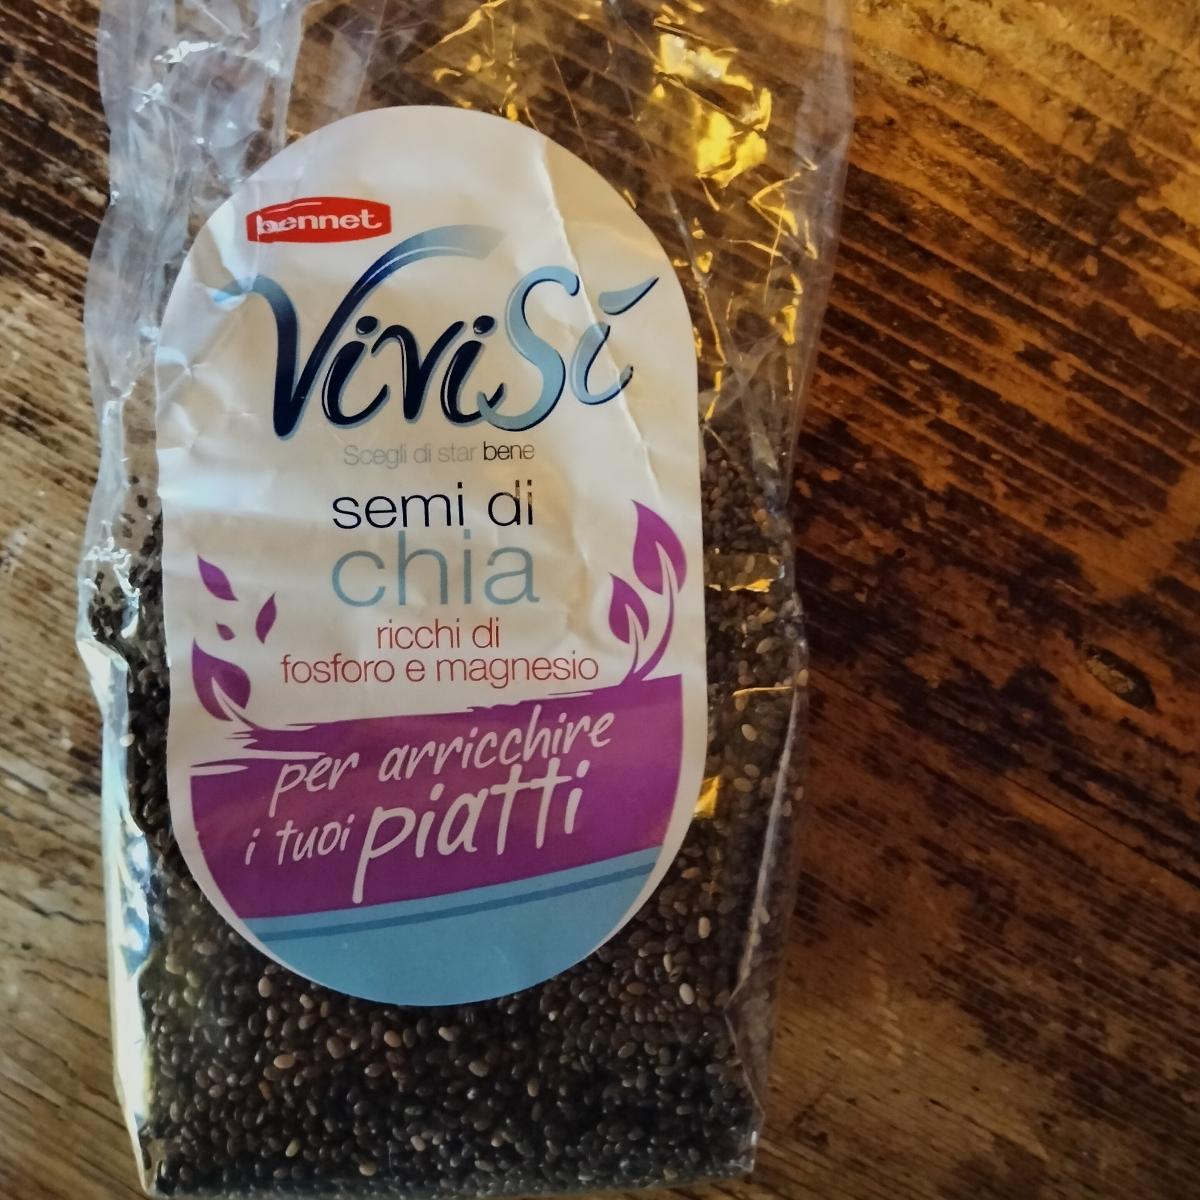 bennet
ViviSì
Scegli di star bene
semi di
chia
ricchi di
fosforo e magnesio
per arricchire
i tuoi piatti